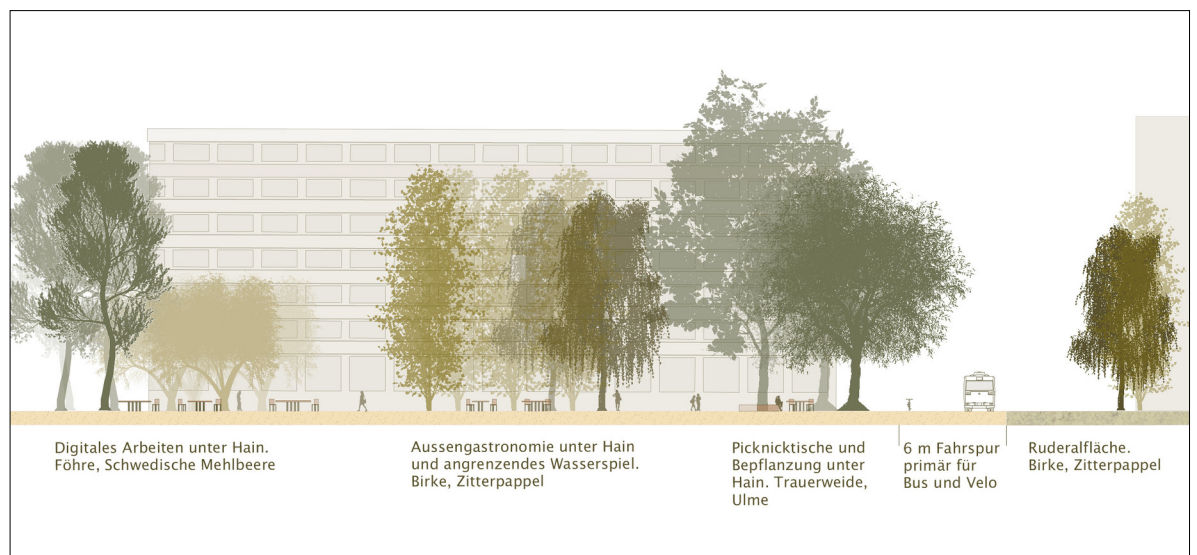 Digitales Arbeiten unter Hain.
Föhre, Schwedische Mehlbeere
Aussengastronomie unter Hain
und angrenzendes Wasserspiel.
Birke, Zitterpappel
Picknicktische und
Bepflanzung unter
Hain. Trauerweide,
Ulme
6 m Fahrspur
primär für
Bus und Velo
Ruderalfläche.
Birke, Zitterpappel